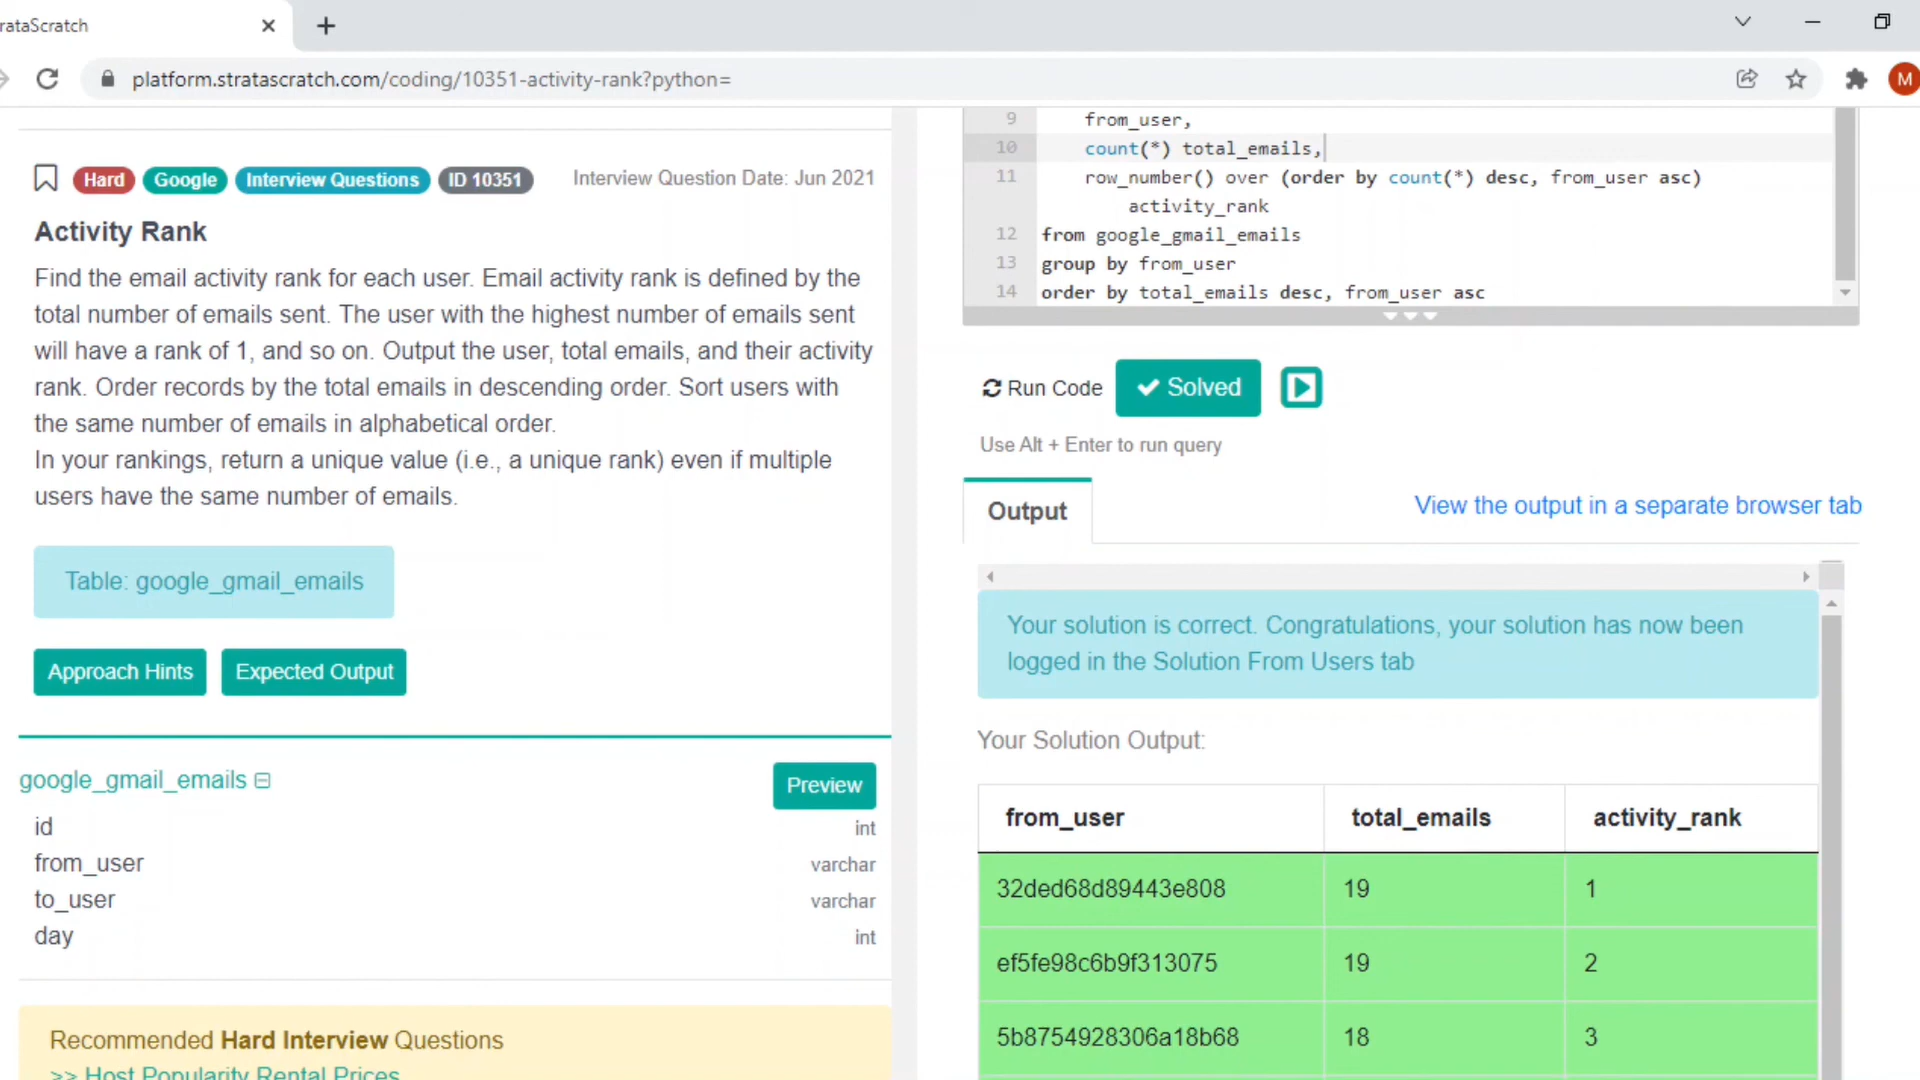 rataScratch
platform.stratascratch.com/coding/10351-activity-rank?python=
M
Hard Google Interview Questions ID 10351 Interview Question Date: Jun 2021
Activity Rank
Find the email activity rank for each user. Email activity rank is defined by the
total number of emails sent. The user with the highest number of emails sent
will have a rank of 1, and so on. Output the user, total emails, and their activity
rank. Order records by the total emails in descending order. Sort users with
the same number of emails in alphabetical order.
In your rankings, return a unique value (i.e., a unique rank) even if multiple
users have the same number of emails.
Table: google_gmail_emails
Approach Hints Expected Output
google_gmail_emails
Preview
id int
from_user varchar
to_user varchar
day int
Recommended Hard Interview Questions
>> Host Popularity Rental Prices
9 from_user,
10 count(*) total_emails,
11 row_number() over (order by count(*) desc, from_user asc)
activity_rank
12 from google_gmail_emails
13 group by from_user
14 order by total_emails desc, from_user asc
Run Code Solved
Use Alt + Enter to run query
Output
View the output in a separate browser tab
Your solution is correct. Congratulations, your solution has now been
logged in the Solution From Users tab
Your Solution Output:
from_user total_emails activity_rank
32ded68d89443e808 19 1
ef5fe98c6b9f313075 19 2
5b8754928306a18b68 18 3